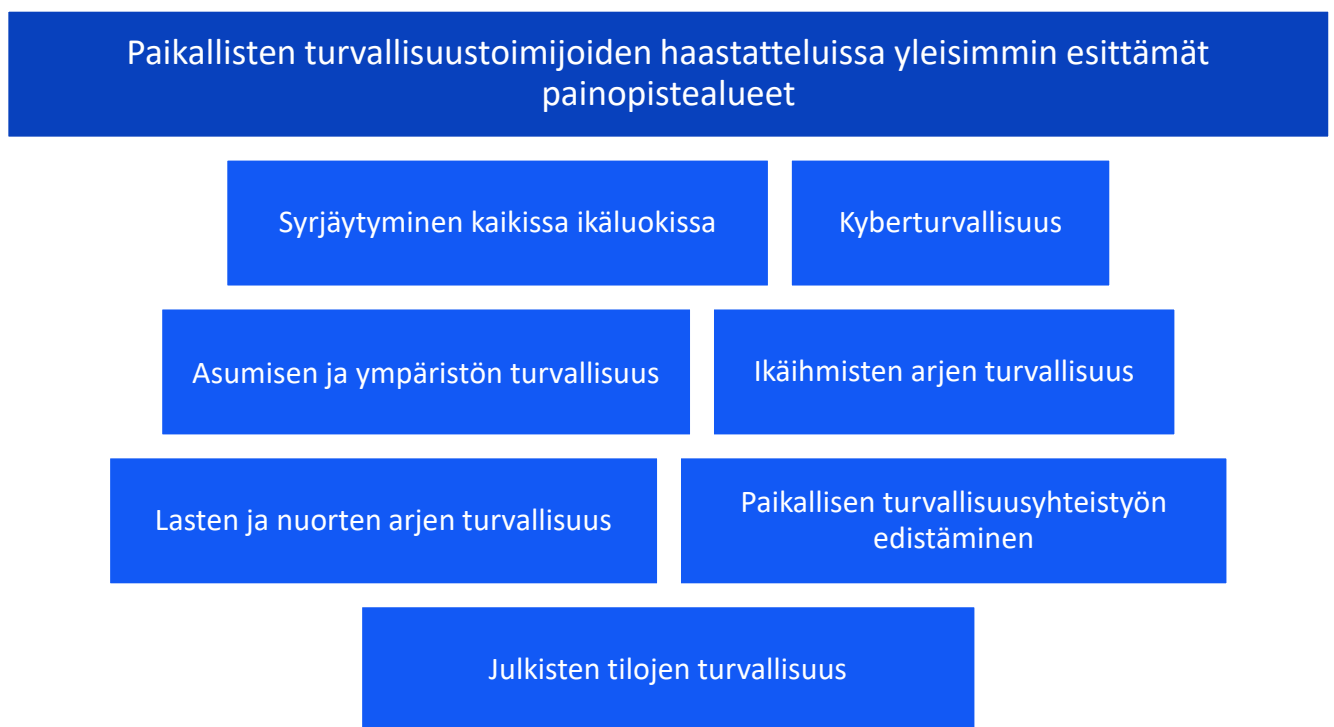 Paikallisten turvallisuustoimijoiden haastatteluissa yleisimmin esittämät
painopistealueet
Syrjäytyminen kaikissa ikäluokissa
Kyberturvallisuus
Asumisen ja ympäristön turvallisuus
Ikäihmisten arjen turvallisuus
Lasten ja nuorten arjen turvallisuus
Paikallisen turvallisuusyhteistyön
edistäminen
Julkisten tilojen turvallisuus